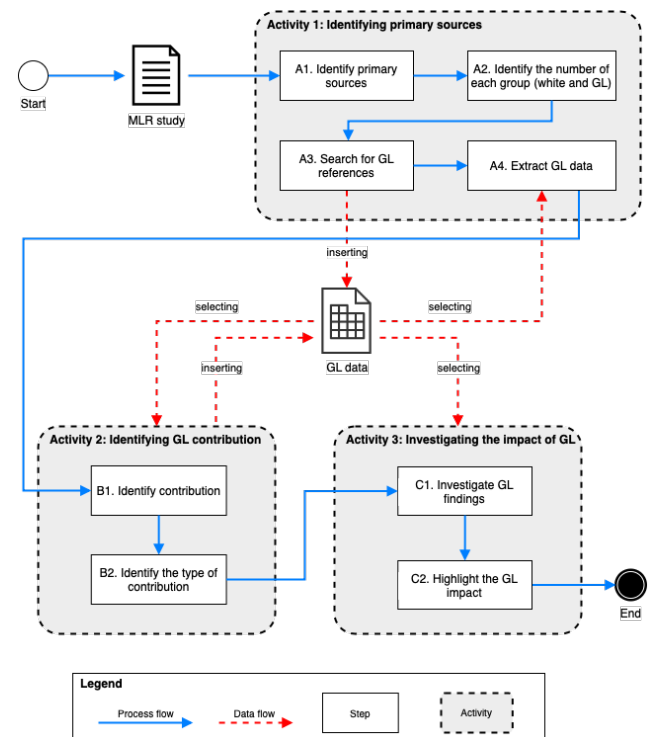 Activity 1: Identifying primary sources
A1. Identify primary
sources
A2. Identify the number of
each group (white and GL)
Start
MLR study
A3. Search for GL
references
A4. Extract GL data
inserting
selecting
selecting
inserting
GL data
selecting
Activity 2: Identifying GL contribution
Activity 3: Investigating the impact of GL
B1. Identify contribution
C1. Investigate GL
findings
B2. Identify the type of
contribution
C2. Highlight the GL
impact
End
Legend
Process flow
Data flow
Step
Activity